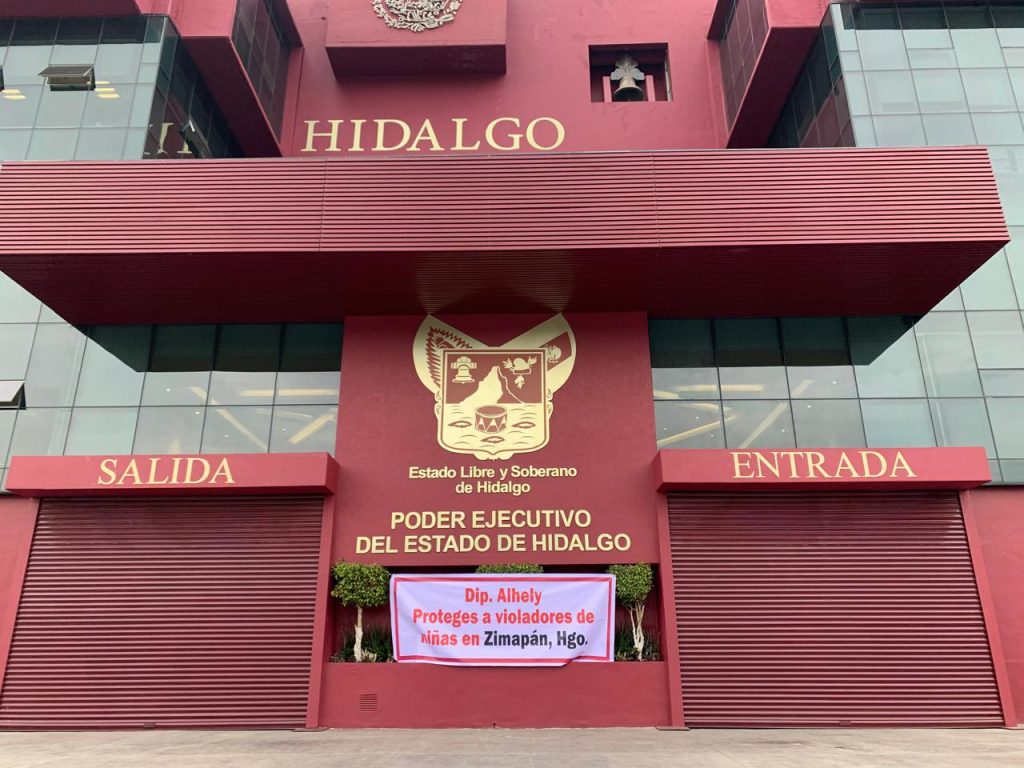 HIDALGO
SALIDA
ENTRADA
Estado Libre y Soberano
de Hidalgo
PODER EJECUTIVO
DEL ESTADO DE HIDALGO
Dip. Alhely
Proteges a violadores de
niñas en Zimapán, Hgo.